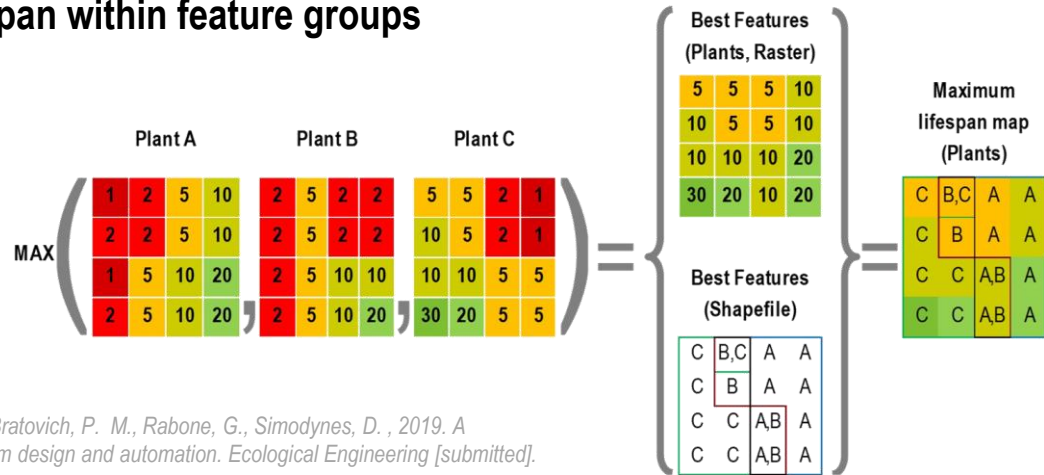 pan within feature groups
Plant A
Plant B
Plant C
MAX
1 2 5 10
2 2 5 10
1 5 10 20
2 5 10 20
,
2 5 2 2
2 5 2 2
2 5 10 10
2 5 10 20
,
5 5 2 1
10 5 2 1
10 10 5 5
30 20 5 5
=
Best Features
(Plants, Raster)
5 5 5 10
10 5 5 10
10 10 10 20
30 20 10 20
Best Features
(Shapefile)
C B,C A A
C B A A
C C A,B A
C C A,B A
=
Maximum
lifespan map
(Plants)
C B,C A A
C B A A
C C A,B A
C C A,B A
Bratovich, P. M., Rabone, G., Simodynes, D. , 2019. A
m design and automation. Ecological Engineering [submitted].